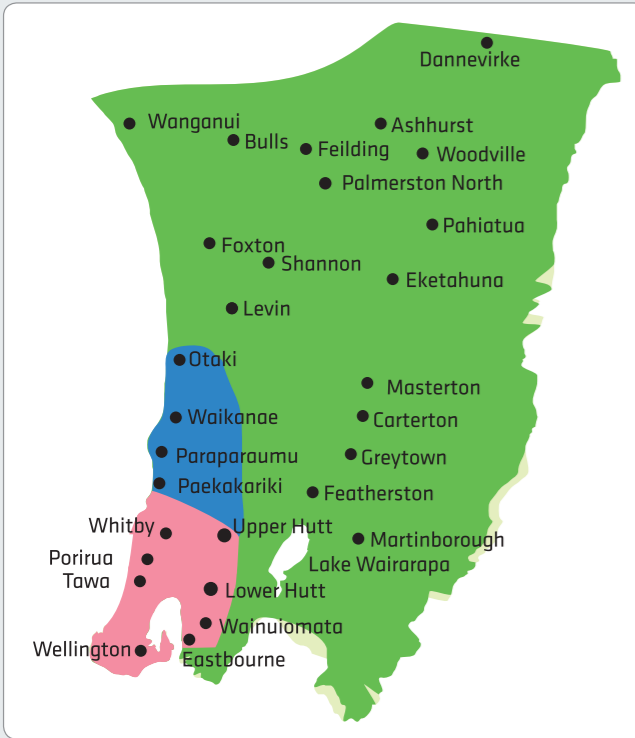 Dannevirke
Wanganui
Ashhurst
Bulls
Feilding
Woodville
Palmerston North
Pahiatua
Foxton
Shannon
Eketahuna
Levin
Otaki
Masterton
Waikanae
Carterton
Paraparaumu
Greytown
Paekakariki
Featherston
Whitby
Upper Hutt
Martinborough
Porirua
Lake Wairarapa
Tawa
Lower Hutt
Wainuiomata
Wellington
Eastbourne